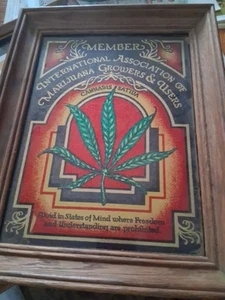 MEMBER
INTERNATIONAL ASSOCIATION OF
MARIJUANA GROWERS & USERS
CANNABIS SATIVA
Void in States of Mind where Freedom
and Understanding are prohibited.